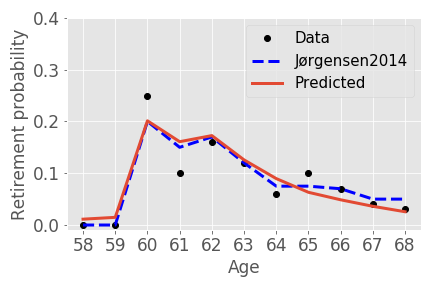 0.4
0.3
0.2
0.1
0.0
Retirement probability
Data
Jørgensen2014
Predicted
58 59 60 61 62 63 64 65 66 67 68
Age